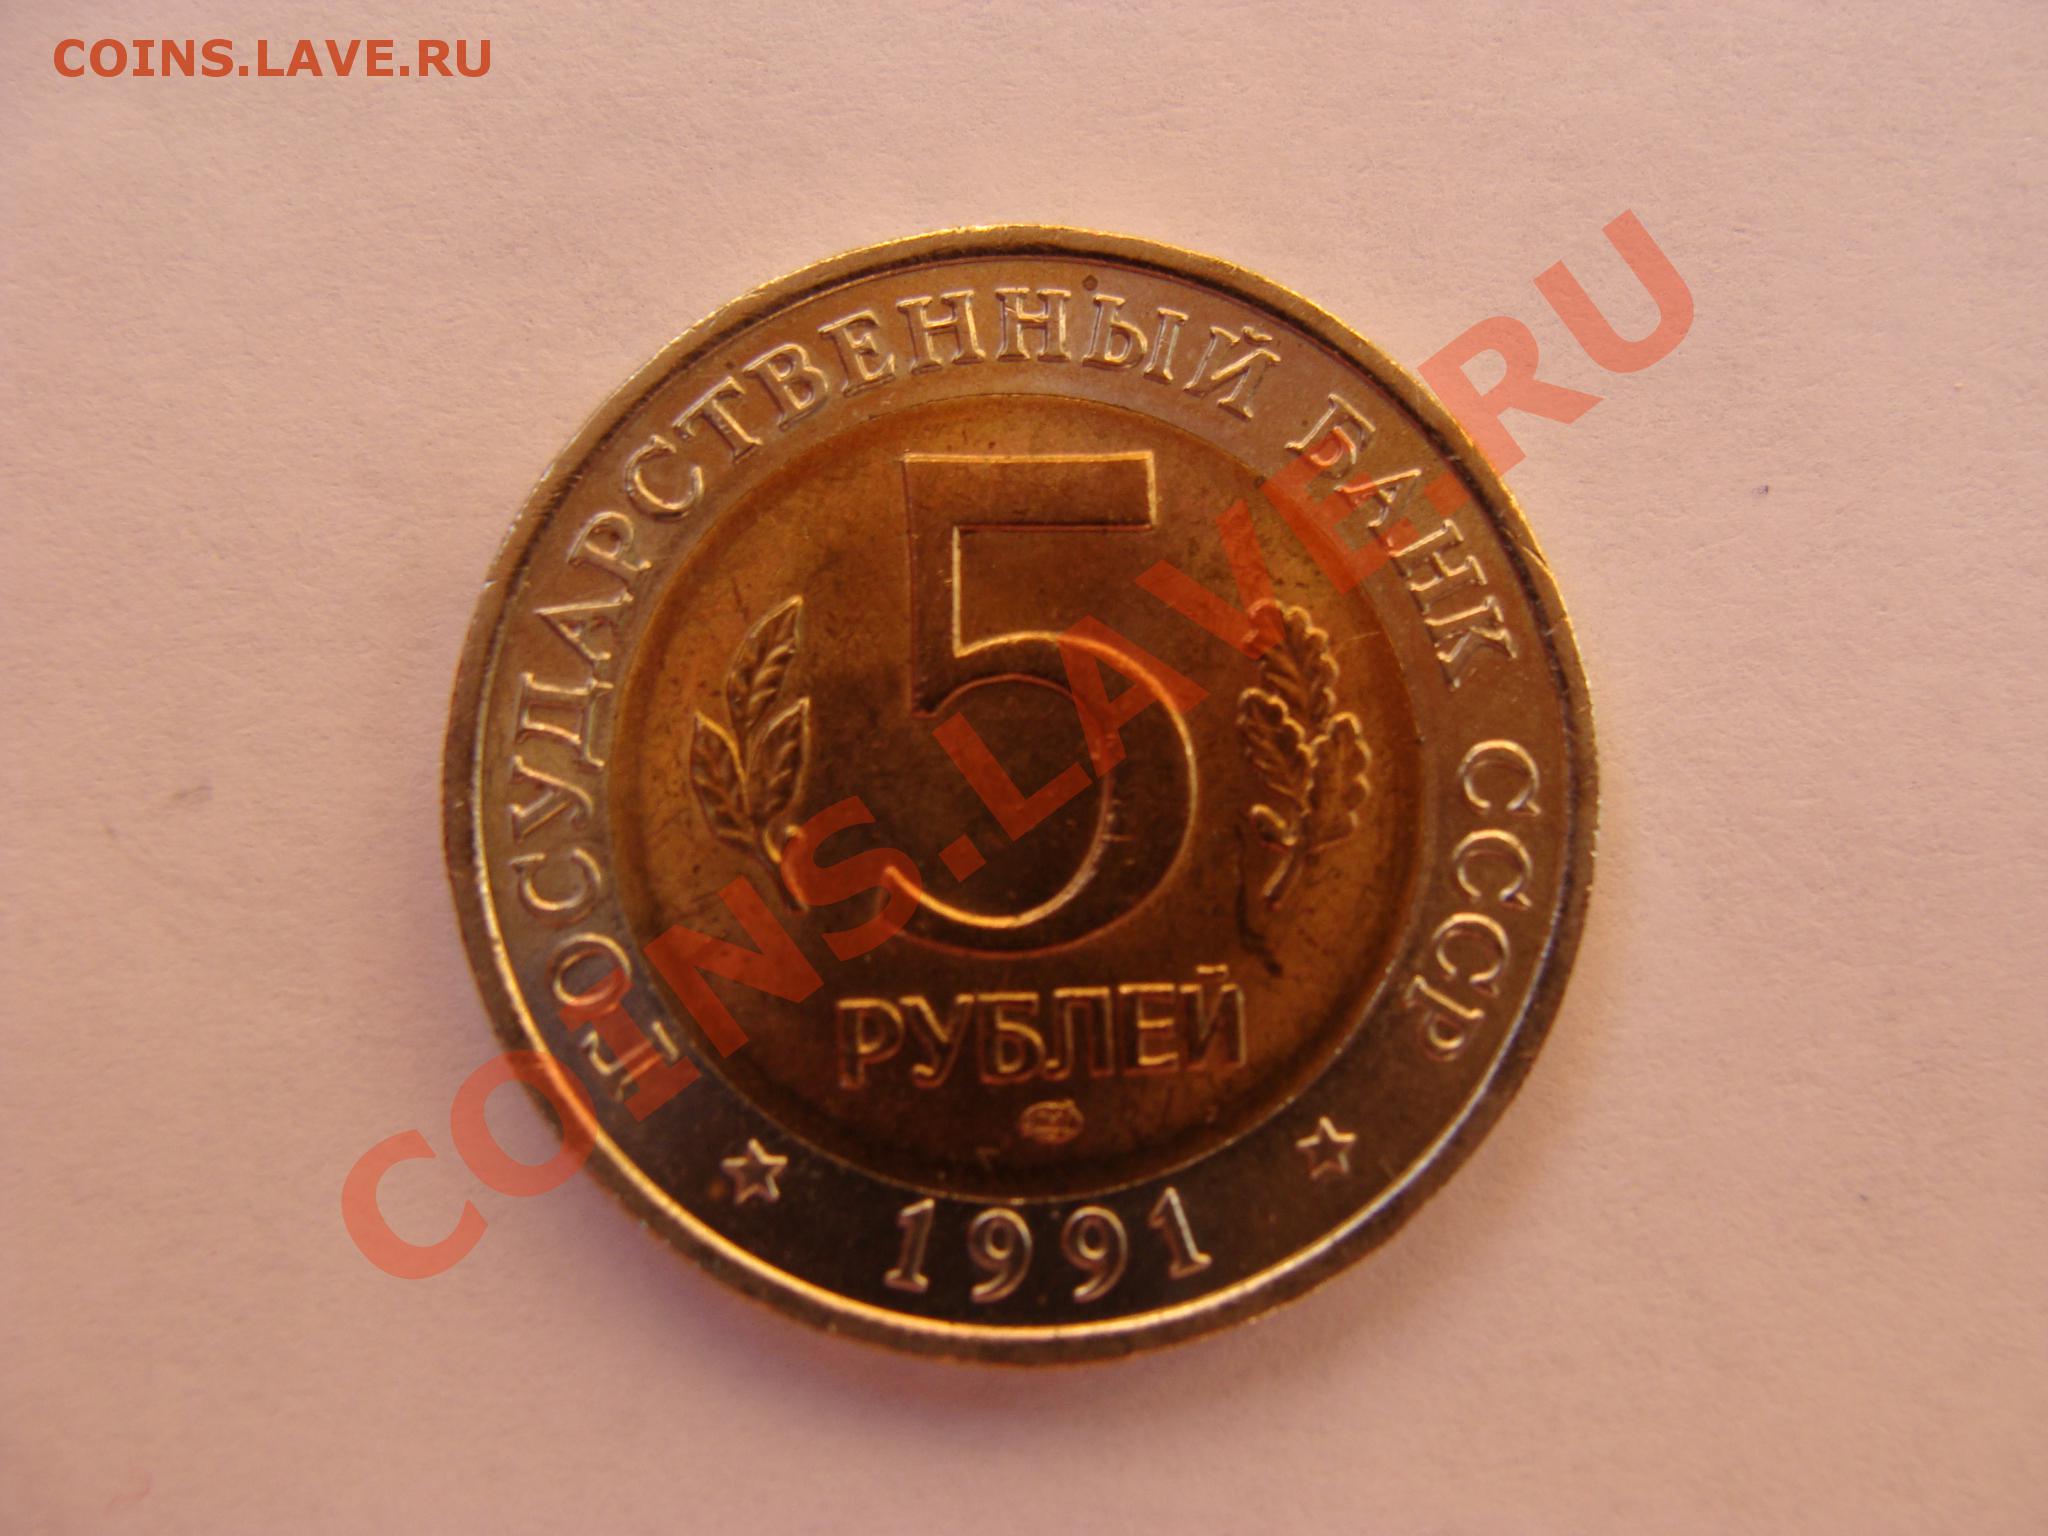 COINS.LAVE.RU
ГОСУДАРСТВЕННЫЙ БАНК СССР
5
РУБЛЕЙ
1991
COINS.LAVE.RU